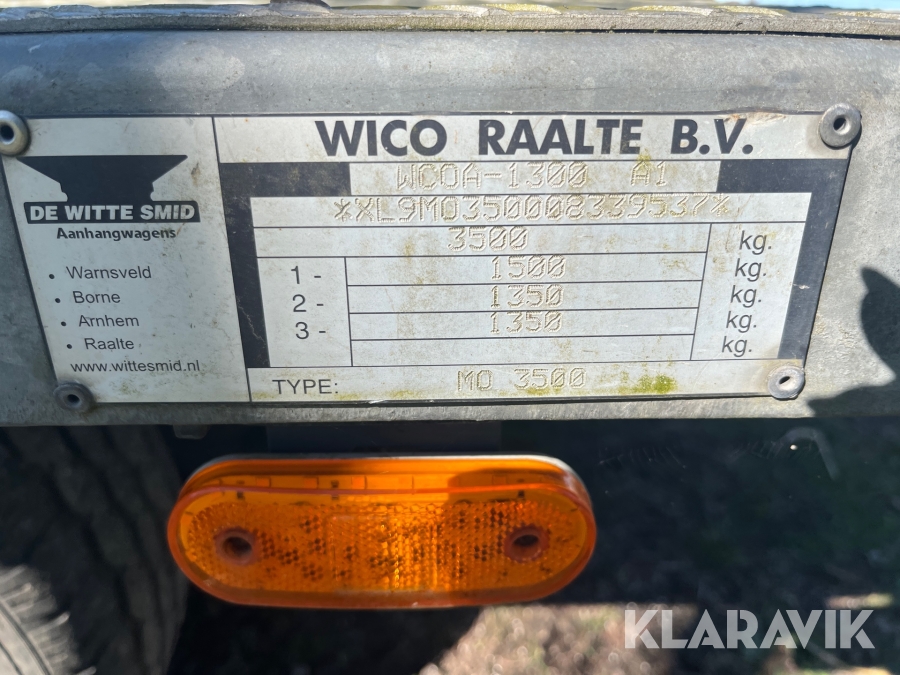 WICO RAALTE B.V.
WCOA-1300 A1
*XL9MO350008339537*
3500 kg.
1 - 1500 kg.
2 - 1350 kg.
3 - 1350 kg.
kg.
TYPE: MO 3500
DE WITTE SMID
Aanhangwagens
• Warnsveld
• Borne
• Arnhem
• Raalte
www.wittesmid.nl
KLARAVIK